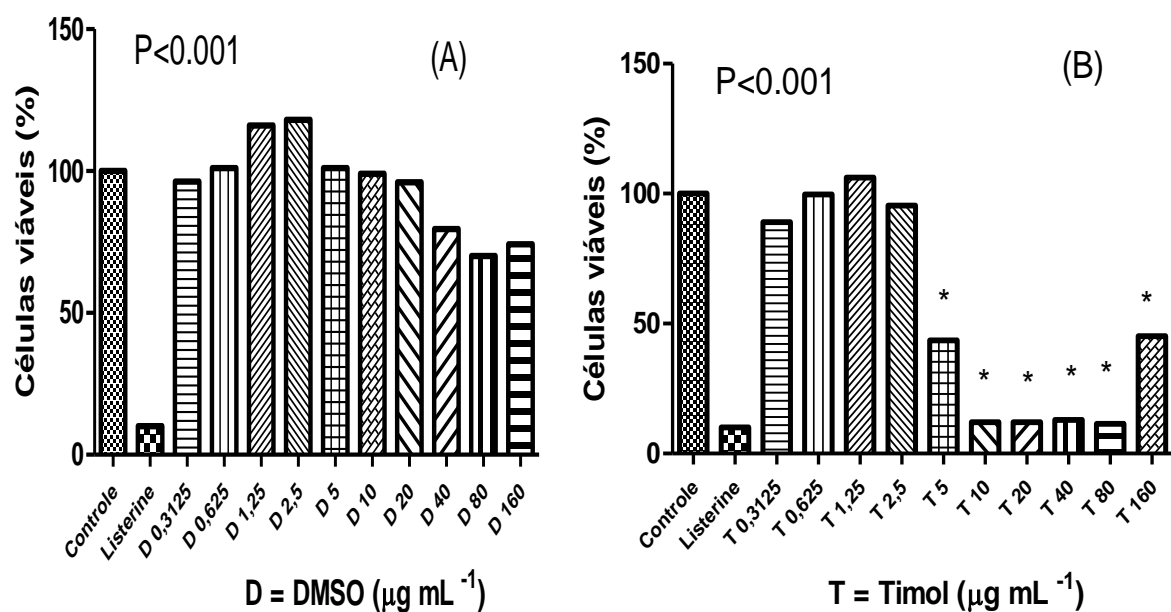 P<0.001
(A)
Células viáveis (%)
150
100
50
0
Controle
Listerine
D 0,3125
D 0,625
D 1,25
D 2,5
D 5
D 10
D 20
D 40
D 80
D 160
D = DMSO (µg mL ⁻¹)
P<0.001
(B)
Células viáveis (%)
150
100
50
0
* * * * * *
Controle
Listerine
T 0,3125
T 0,625
T 1,25
T 2,5
T 5
T 10
T 20
T 40
T 80
T 160
T = Timol (µg mL ⁻¹)